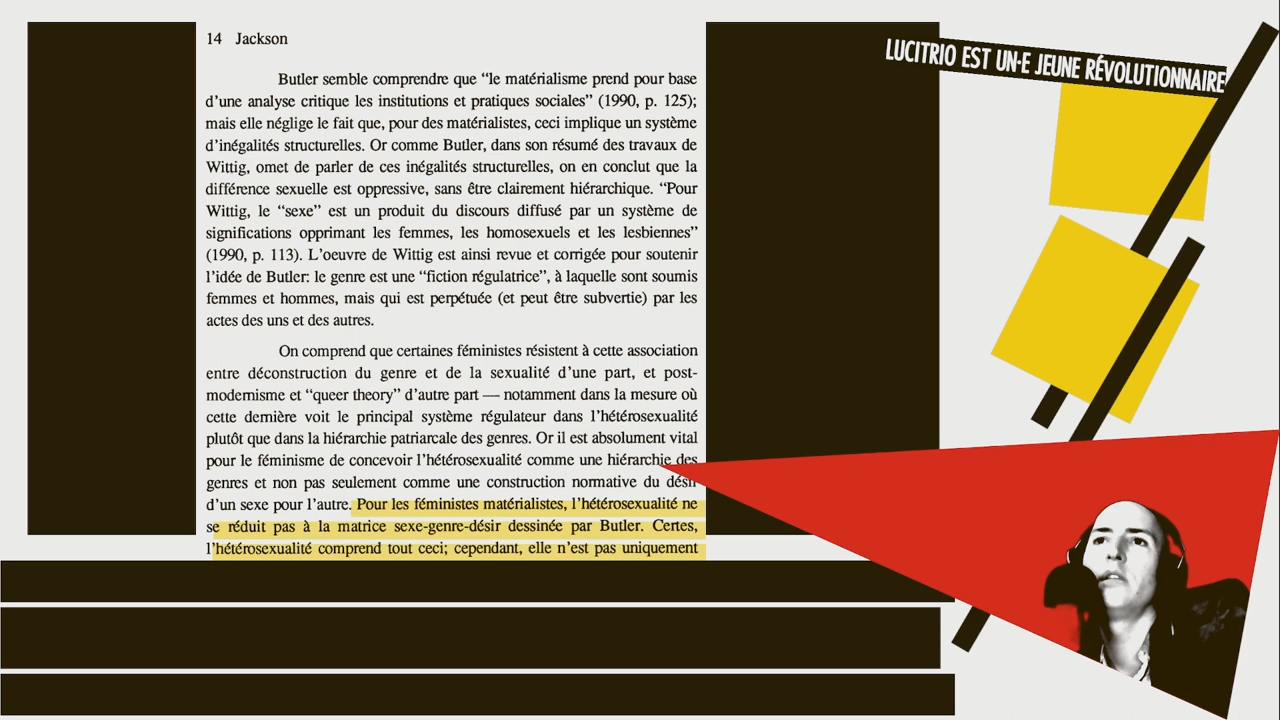 14 Jackson
Butler semble comprendre que “le matérialisme prend pour base
d’une analyse critique les institutions et pratiques sociales” (1990, p. 125);
mais elle néglige le fait que, pour des matérialistes, ceci implique un système
d’inégalités structurelles. Or comme Butler, dans son résumé des travaux de
Wittig, omet de parler de ces inégalités structurelles, on en conclut que la
différence sexuelle est oppressive, sans être clairement hiérarchique. “Pour
Wittig, le “sexe” est un produit du discours diffusé par un système de
significations opprimant les femmes, les homosexuels et les lesbiennes”
(1990, p. 113). L’oeuvre de Wittig est ainsi revue et corrigée pour soutenir
l’idée de Butler: le genre est une “fiction régulatrice”, à laquelle sont soumis
femmes et hommes, mais qui est perpétuée (et peut être subvertie) par les
actes des uns et des autres.
On comprend que certaines féministes résistent à cette association
entre déconstruction du genre et de la sexualité d’une part, et post-
modernisme et “queer theory” d’autre part — notamment dans la mesure où
cette dernière voit le principal système régulateur dans l’hétérosexualité
plutôt que dans la hiérarchie patriarcale des genres. Or il est absolument vital
pour le féminisme de concevoir l’hétérosexualité comme une hiérarchie des
genres et non pas seulement comme une construction normative du désir
d’un sexe pour l’autre. Pour les féministes matérialistes, l’hétérosexualité ne
se réduit pas à la matrice sexe-genre-désir dessinée par Butler. Certes,
l’hétérosexualité comprend tout ceci; cependant, elle n’est pas uniquement
LUCITRIO EST UN·E JEUNE RÉVOLUTIONNAIRE